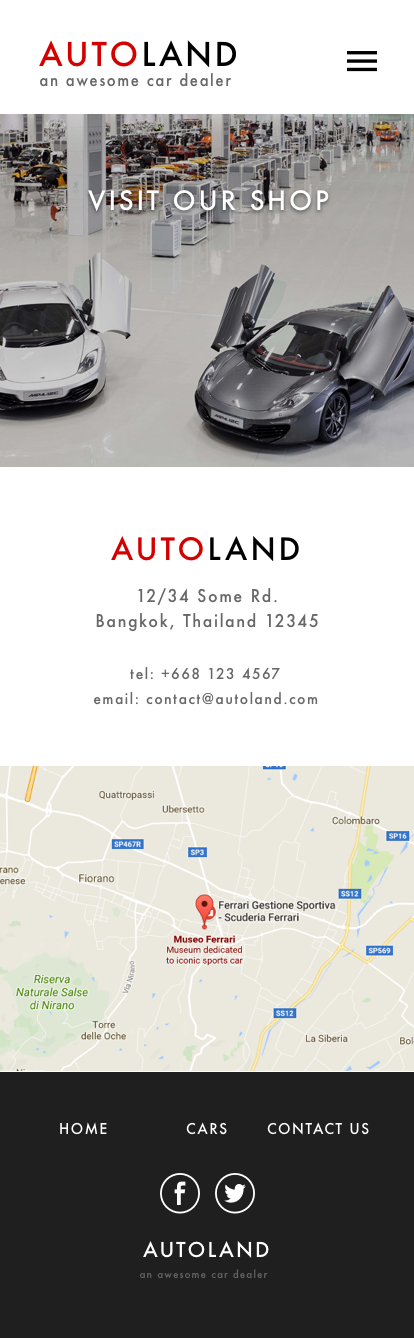 AUTOLAND
an awesome car dealer
VISIT OUR SHOP
AUTOLAND
12/34 Some Rd.
Bangkok, Thailand 12345
tel: +668 123 4567
email: contact@autoland.com
Quattropassi
Ubersetto
Colombaro
SP467R
SP3
SP16
Fiorano
SS12
Ferrari Gestione Sportiva
- Scuderia Ferrari
Museo Ferrari
Museum dedicated
to iconic sports car
SP569
Via Nirano
Riserva
Naturale Salse
di Nirano
SS12
Torre
delle Oche
La Siberia
HOME CARS CONTACT US
AUTOLAND
an awesome car dealer